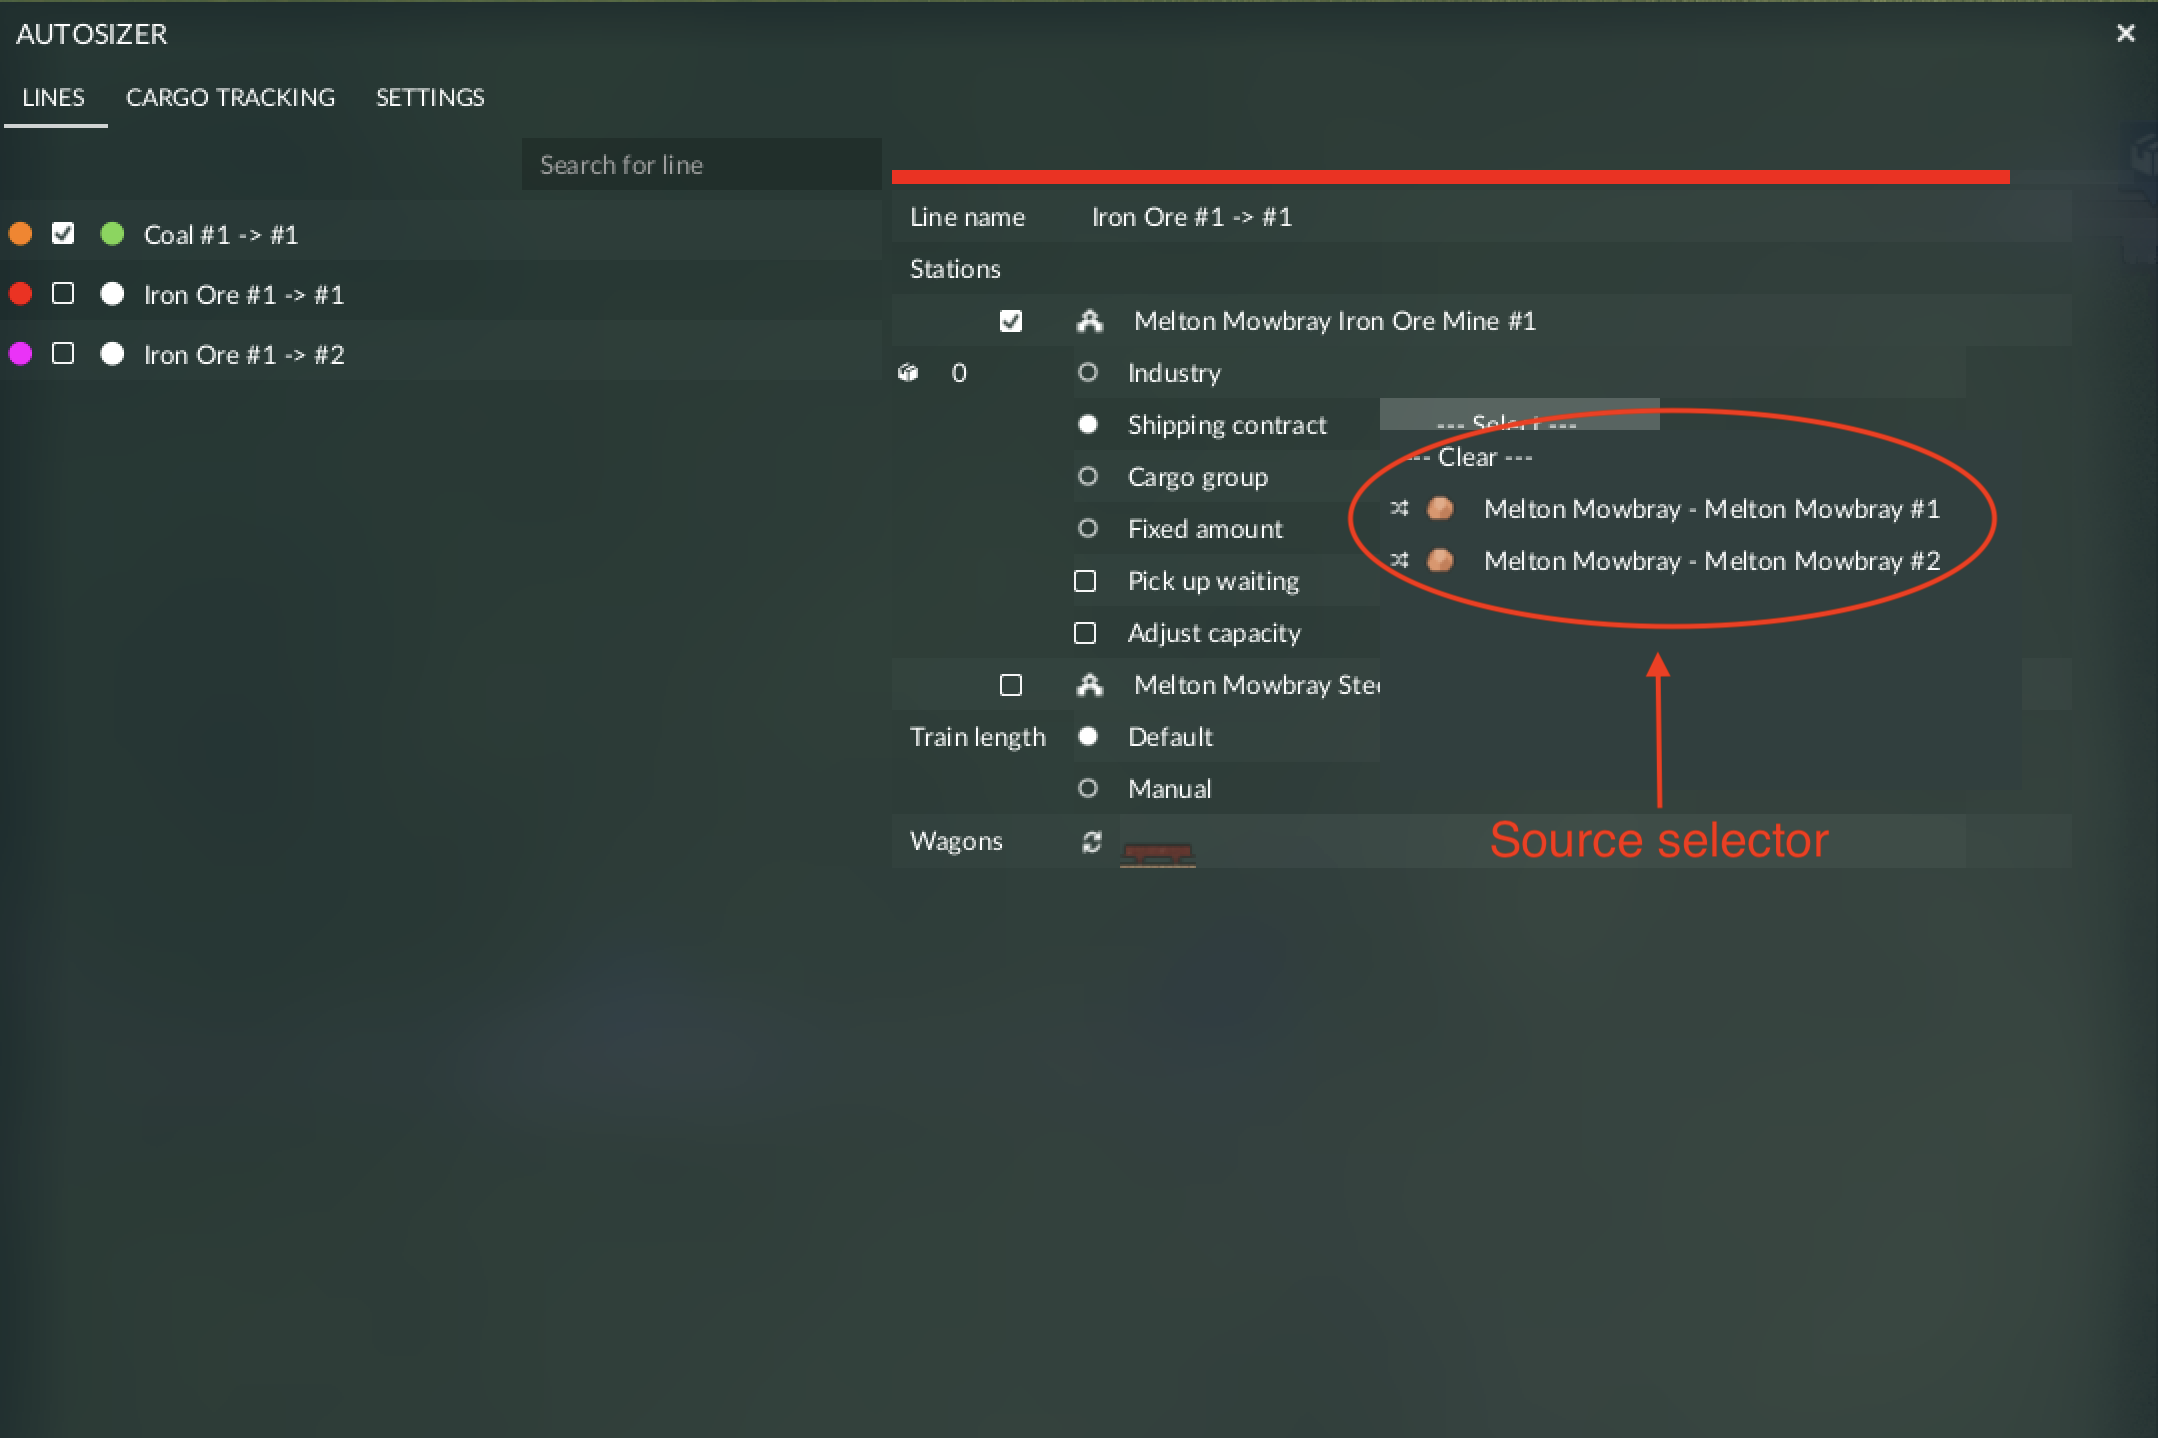 AUTOSIZER
LINES CARGO TRACKING SETTINGS
Search for line
Coal #1 -> #1
Iron Ore #1 -> #1
Iron Ore #1 -> #2
Line name Iron Ore #1 -> #1
Stations
Melton Mowbray Iron Ore Mine #1
0 Industry
Shipping contract --- Select ---
--- Clear ---
Cargo group
Melton Mowbray - Melton Mowbray #1
Fixed amount
Melton Mowbray - Melton Mowbray #2
Pick up waiting
Adjust capacity
Melton Mowbray
Train length Default
Manual
Wagons
Source selector